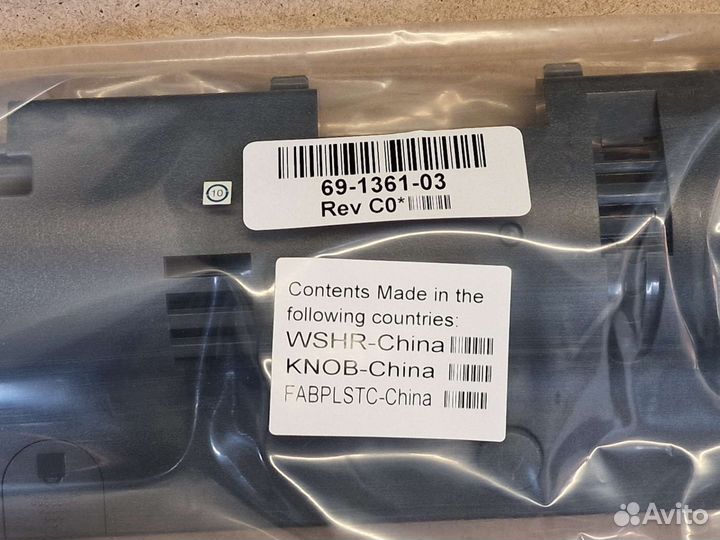 69-1361-03
Rev C0*
10
Contents Made in the
following countries:
WSHR-China
KNOB-China
FABPLSTC-China
Avito